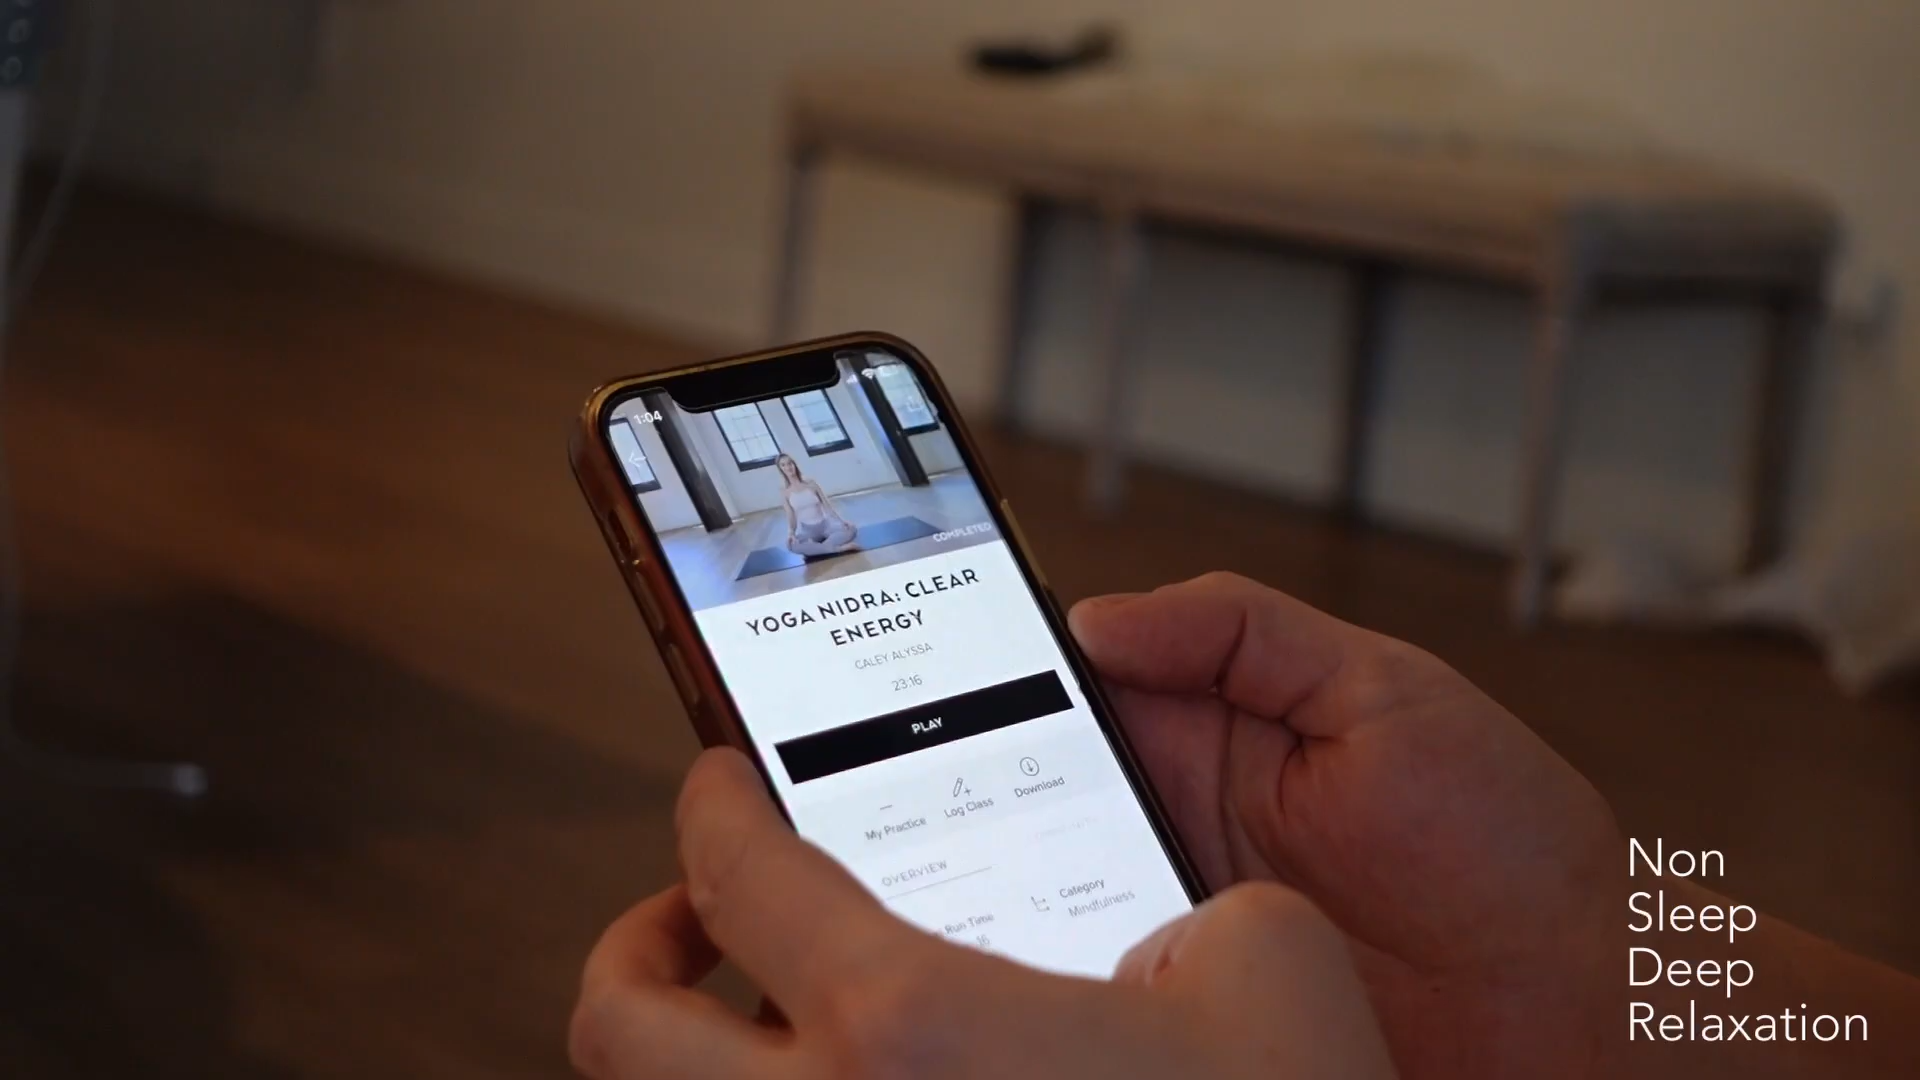 1:04
COMPLETED
YOGA NIDRA: CLEAR
ENERGY
CALEY ALYSSA
23:16
PLAY
My Practice
Log Class
Download
OVERVIEW
Run Time
16
Category
Mindfulness
Non
Sleep
Deep
Relaxation